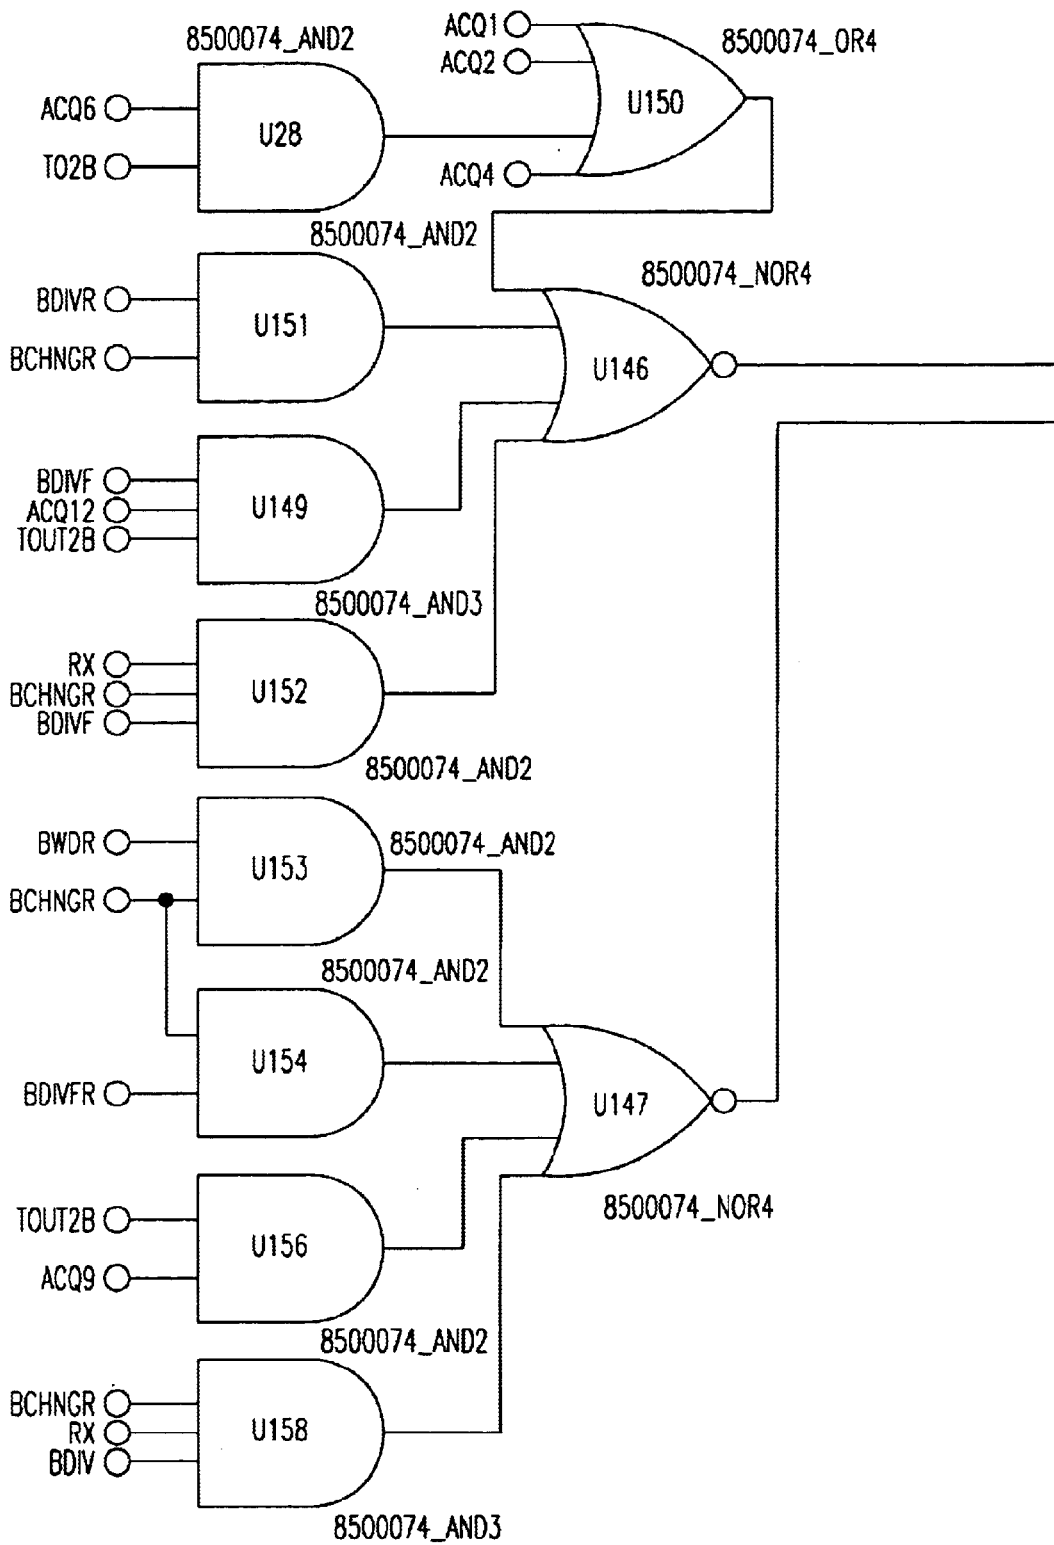 ACQ1
8500074_OR4
8500074_AND2
ACQ2
U150
ACQ6
U28
TO2B
ACQ4
8500074_AND2
8500074_NOR4
BDIVR
U151
BCHNGR
U146
BDIVF
ACQ12
U149
TOUT2B
8500074_AND3
RX
BCHNGR
U152
BDIVF
8500074_AND2
BWDR
8500074_AND2
U153
BCHNGR
8500074_AND2
U154
BDIVFR
U147
8500074_NOR4
TOUT2B
U156
ACQ9
8500074_AND2
BCHNGR
RX
U158
BDIV
8500074_AND3